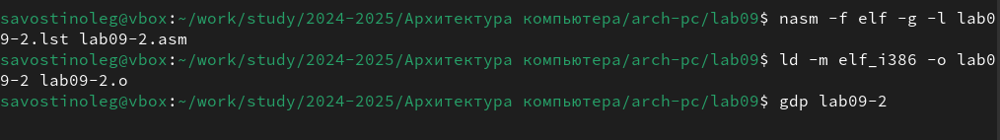 savostinoleg@vbox:~/work/study/2024-2025/Архитектура компьютера/arch-pc/lab09$ nasm -f elf -g -l lab0
9-2.lst lab09-2.asm
savostinoleg@vbox:~/work/study/2024-2025/Архитектура компьютера/arch-pc/lab09$ ld -m elf_i386 -o lab0
9-2 lab09-2.o
savostinoleg@vbox:~/work/study/2024-2025/Архитектура компьютера/arch-pc/lab09$ gdp lab09-2